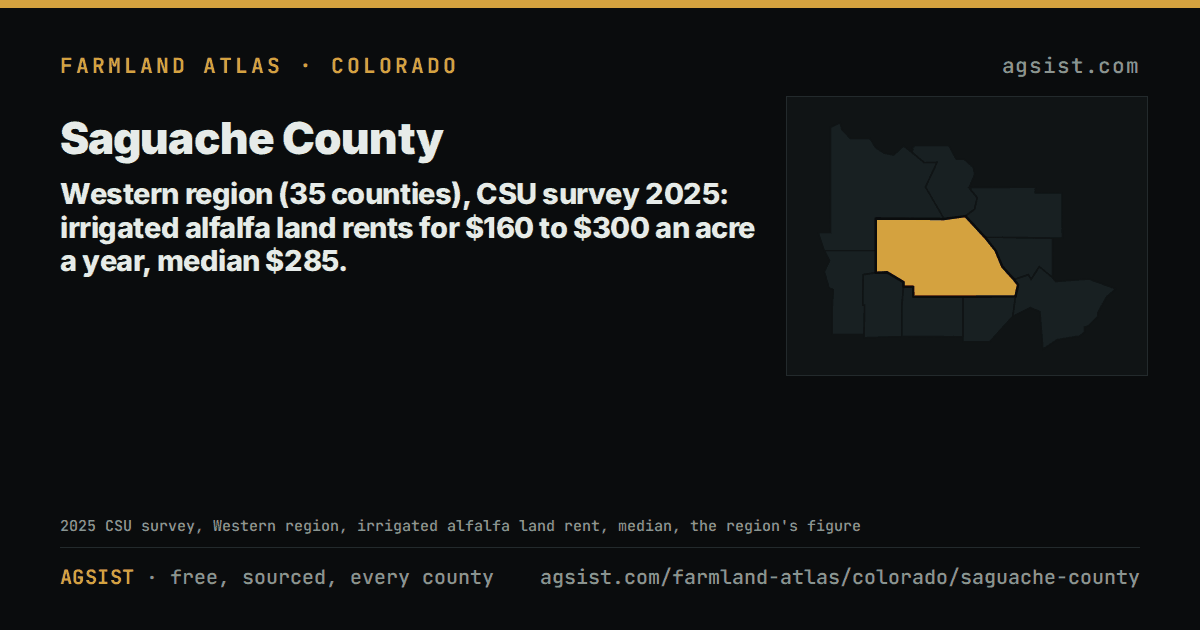 FARMLAND ATLAS · COLORADO
agsist.com
Saguache County
Western region (35 counties), CSU survey 2025:
irrigated alfalfa land rents for $160 to $300 an acre
a year, median $285.
2025 CSU survey, Western region, irrigated alfalfa land rent, median, the region's figure
AGSIST · free, sourced, every county
agsist.com/farmland-atlas/colorado/saguache-county